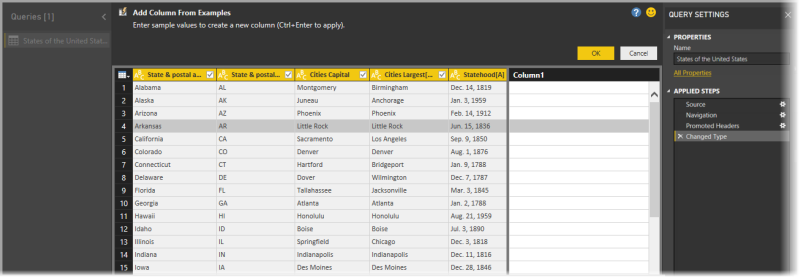 Queries [1]
States of the United Stat...
Add Column From Examples
Enter sample values to create a new column (Ctrl+Enter to apply).
OK Cancel
State & postal a... State & postal... Cities Capital Cities Largest[... Statehood[A] Column1
1 Alabama AL Montgomery Birmingham Dec. 14, 1819
2 Alaska AK Juneau Anchorage Jan. 3, 1959
3 Arizona AZ Phoenix Phoenix Feb. 14, 1912
4 Arkansas AR Little Rock Little Rock Jun. 15, 1836
5 California CA Sacramento Los Angeles Sep. 9, 1850
6 Colorado CO Denver Denver Aug. 1, 1876
7 Connecticut CT Hartford Bridgeport Jan. 9, 1788
8 Delaware DE Dover Wilmington Dec. 7, 1787
9 Florida FL Tallahassee Jacksonville Mar. 3, 1845
10 Georgia GA Atlanta Atlanta Jan. 2, 1788
11 Hawaii HI Honolulu Honolulu Aug. 21, 1959
12 Idaho ID Boise Boise Jul. 3, 1890
13 Illinois IL Springfield Chicago Dec. 3, 1818
14 Indiana IN Indianapolis Indianapolis Dec. 11, 1816
15 Iowa IA Des Moines Des Moines Dec. 28, 1846
QUERY SETTINGS
PROPERTIES
Name
States of the United States
All Properties
APPLIED STEPS
Source
Navigation
Promoted Headers
Changed Type